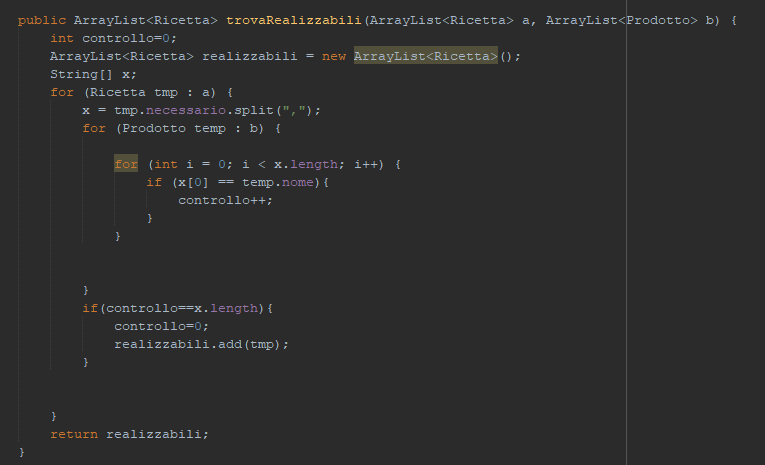 public ArrayList<Ricetta> trovaRealizzabili(ArrayList<Ricetta> a, ArrayList<Prodotto> b) {
    int controllo=0;
    ArrayList<Ricetta> realizzabili = new ArrayList<Ricetta>();
    String[] x;
    for (Ricetta tmp : a) {
        x = tmp.necessario.split(",");
        for (Prodotto temp : b) {
            for (int i = 0; i < x.length; i++) {
                if (x[0] == temp.nome){
                    controllo++;
                }
            }
        }
        if(controllo==x.length){
            controllo=0;
            realizzabili.add(tmp);
        }
    }
    return realizzabili;
}